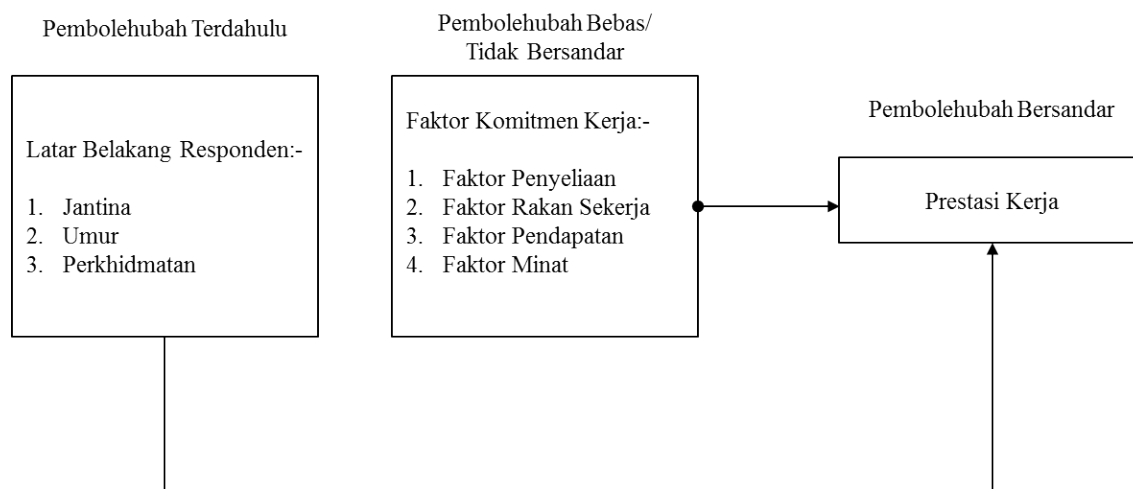 Pembolehubah Terdahulu
Latar Belakang Responden:-
1. Jantina
2. Umur
3. Perkhidmatan
Pembolehubah Bebas/
Tidak Bersandar
Faktor Komitmen Kerja:-
1. Faktor Penyeliaan
2. Faktor Rakan Sekerja
3. Faktor Pendapatan
4. Faktor Minat
Pembolehubah Bersandar
Prestasi Kerja